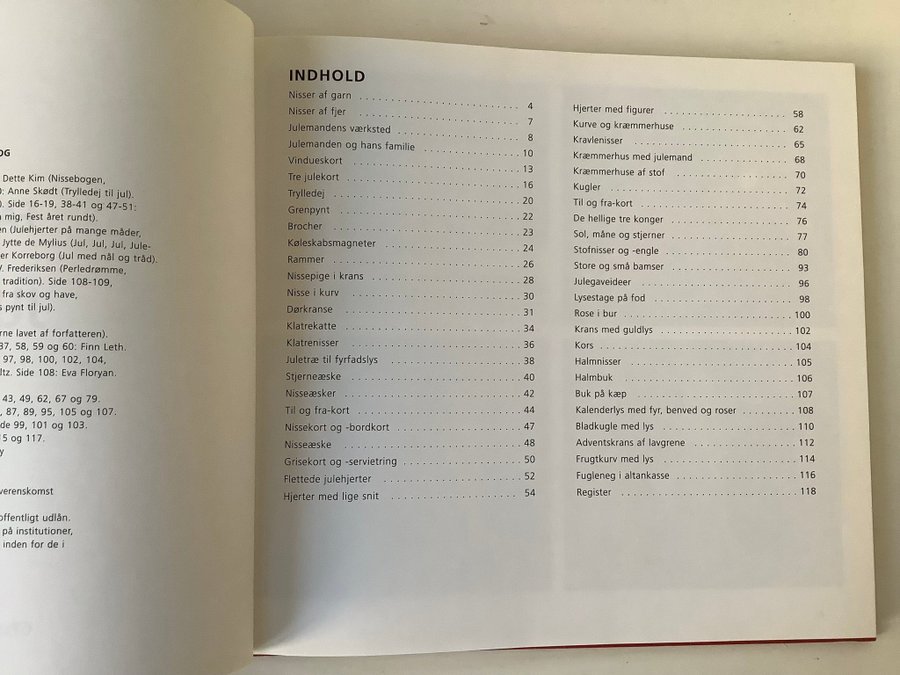 OG
Dette Kim (Nissebogen,
: Anne Skødt (Trylledej til jul).
). Side 16-19, 38-41 og 47-51:
mig, Fest året rundt).
en (Julehjerter på mange måder,
Jytte de Mylius (Jul, Jul, Jul, Jule-
er Korreborg (Jul med nål og tråd).
. Frederiksen (Perledrømme,
tradition). Side 108-109,
fra skov og have,
s pynt til jul).
rne lavet af forfatteren).
37, 58, 59 og 60: Finn Leth.
97, 98, 100, 102, 104,
ltz. Side 108: Eva Floryan.
43, 49, 62, 67 og 79.
, 87, 89, 95, 105 og 107.
de 99, 101 og 103.
15 og 117.
y
verenskomst
offentligt udlån.
på institutioner,
inden for de i
INDHOLD
Nisser af garn 4
Nisser af fjer 7
Julemandens værksted 8
Julemanden og hans familie 10
Vindueskort 13
Tre julekort 16
Trylledej 20
Grenpynt 22
Brocher 23
Køleskabsmagneter 24
Rammer 26
Nissepige i krans 28
Nisse i kurv 30
Dørkranse 31
Klatrekatte 34
Klatrenisser 36
Juletræ til fyrfadslys 38
Stjerneæske 40
Nisseæsker 42
Til og fra-kort 44
Nissekort og -bordkort 47
Nisseæske 48
Grisekort og -servietring 50
Flettede julehjerter 52
Hjerter med lige snit 54
Hjerter med figurer 58
Kurve og kræmmerhuse 62
Kravlenisser 65
Kræmmerhus med julemand 68
Kræmmerhuse af stof 70
Kugler 72
Til og fra-kort 74
De hellige tre konger 76
Sol, måne og stjerner 77
Stofnisser og -engle 80
Store og små bamser 93
Julegaveideer 96
Lysestage på fod 98
Rose i bur 100
Krans med guldlys 102
Kors 104
Halmnisser 105
Halmbuk 106
Buk på kæp 107
Kalenderlys med fyr, benved og roser 108
Bladkugle med lys 110
Adventskrans af lavgrene 112
Frugtkurv med lys 114
Fugleneg i altankasse 116
Register 118